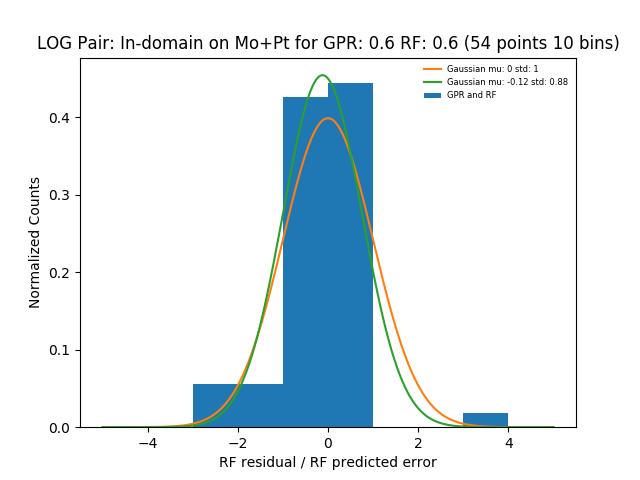 LOG Pair: In-domain on Mo+Pt for GPR: 0.6 RF: 0.6 (54 points 10 bins)
Gaussian mu: 0 std: 1
Gaussian mu: -0.12 std: 0.88
GPR and RF
Normalized Counts
0.4
0.3
0.2
0.1
0.0
−4 −2 0 2 4
RF residual / RF predicted error